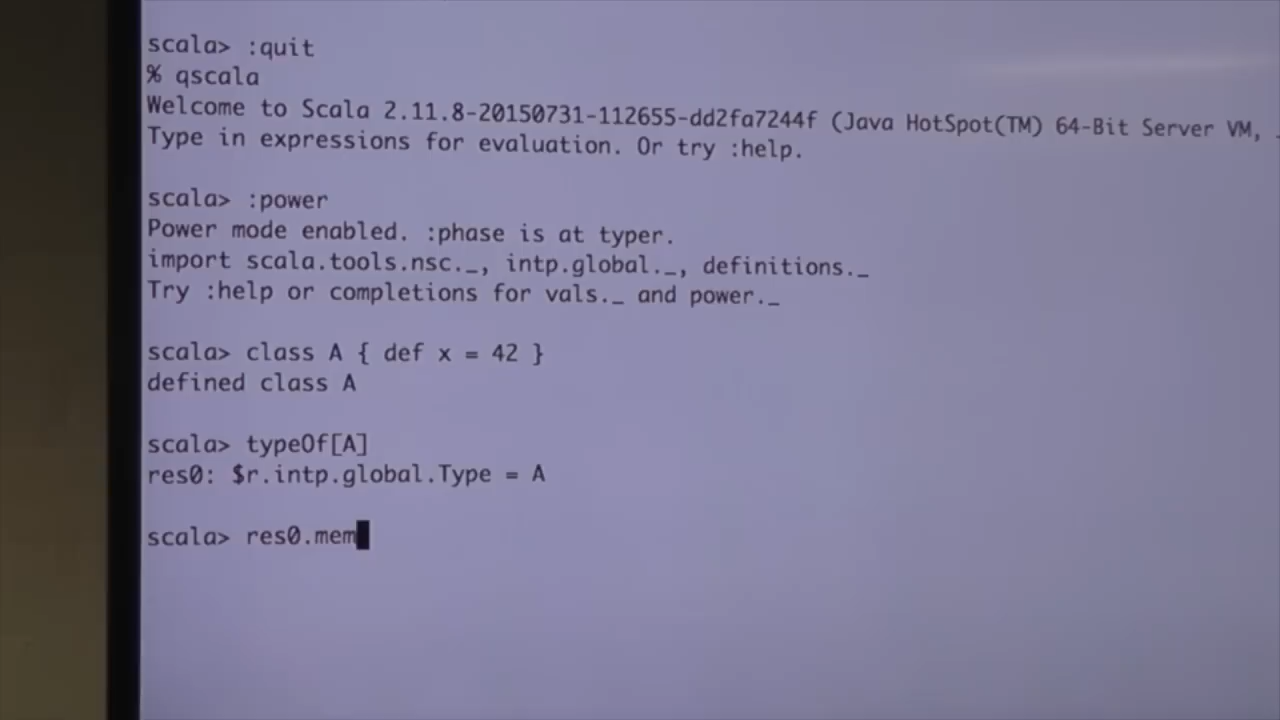 scala> :quit
% qscala
Welcome to Scala 2.11.8-20150731-112655-dd2fa7244f (Java HotSpot(TM) 64-Bit Server VM,
Type in expressions for evaluation. Or try :help.
scala> :power
Power mode enabled. :phase is at typer.
import scala.tools.nsc._, intp.global._, definitions._
Try :help or completions for vals._ and power._
scala> class A { def x = 42 }
defined class A
scala> typeOf[A]
res0: $r.intp.global.Type = A
scala> res0.mem